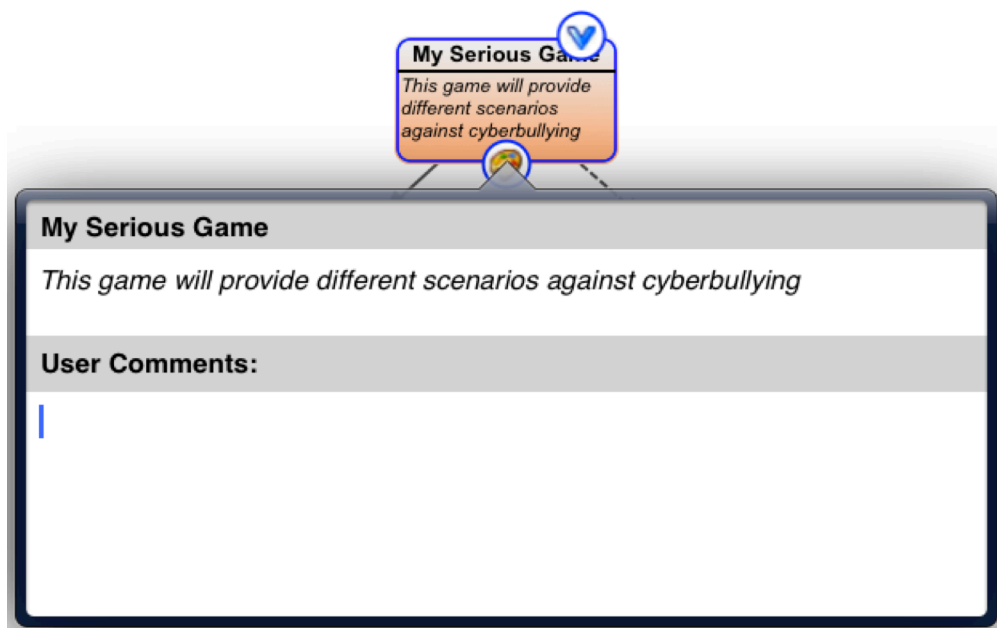 My Serious Game
This game will provide
different scenarios
against cyberbullying
My Serious Game
This game will provide different scenarios against cyberbullying
User Comments: